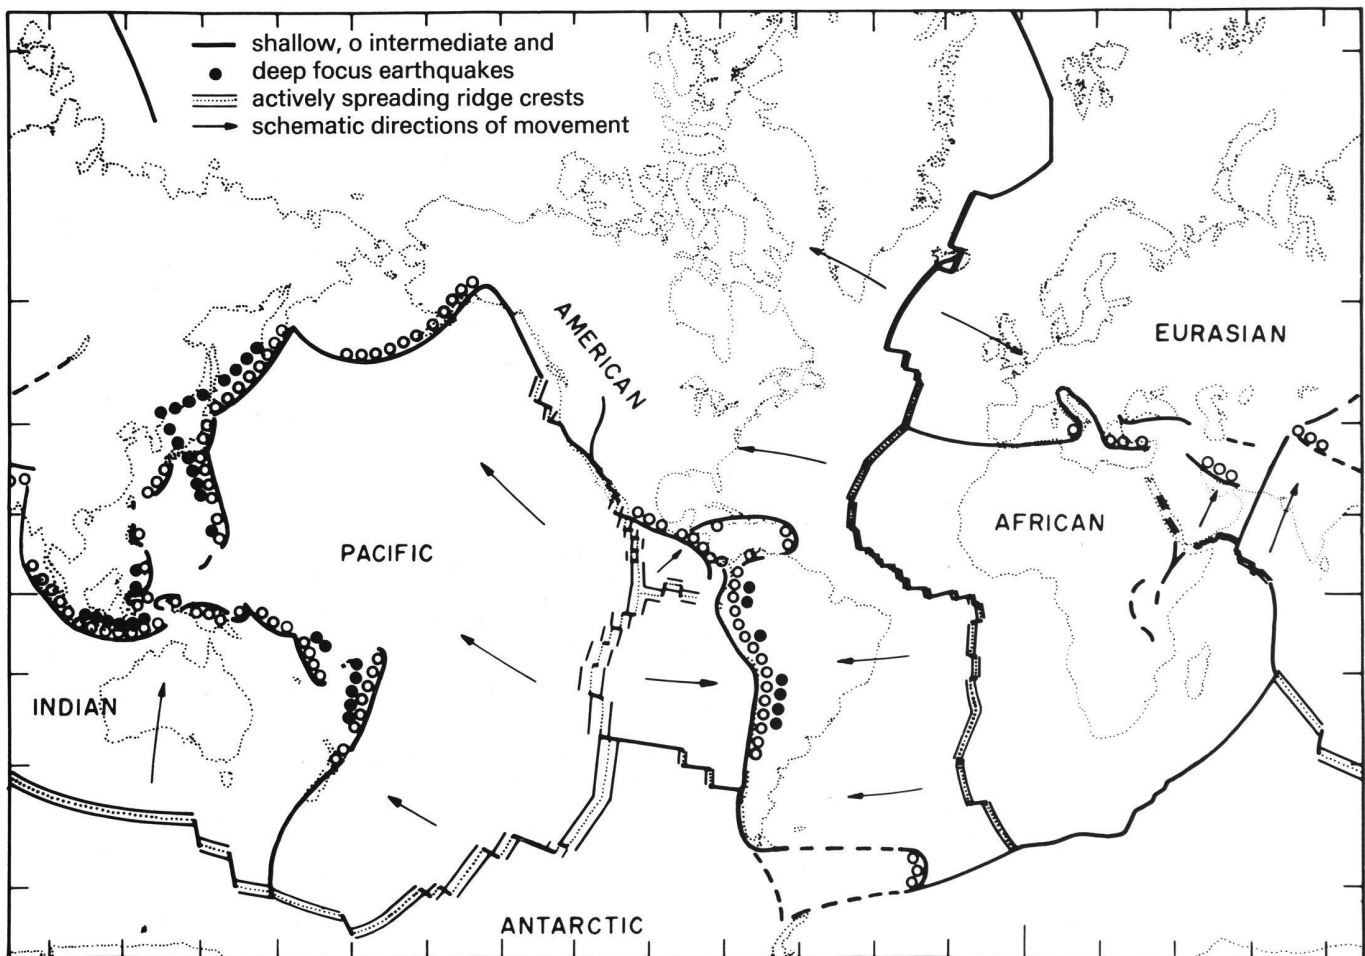 shallow, o intermediate and
deep focus earthquakes
actively spreading ridge crests
schematic directions of movement
AMERICAN
EURASIAN
PACIFIC
AFRICAN
INDIAN
ANTARCTIC